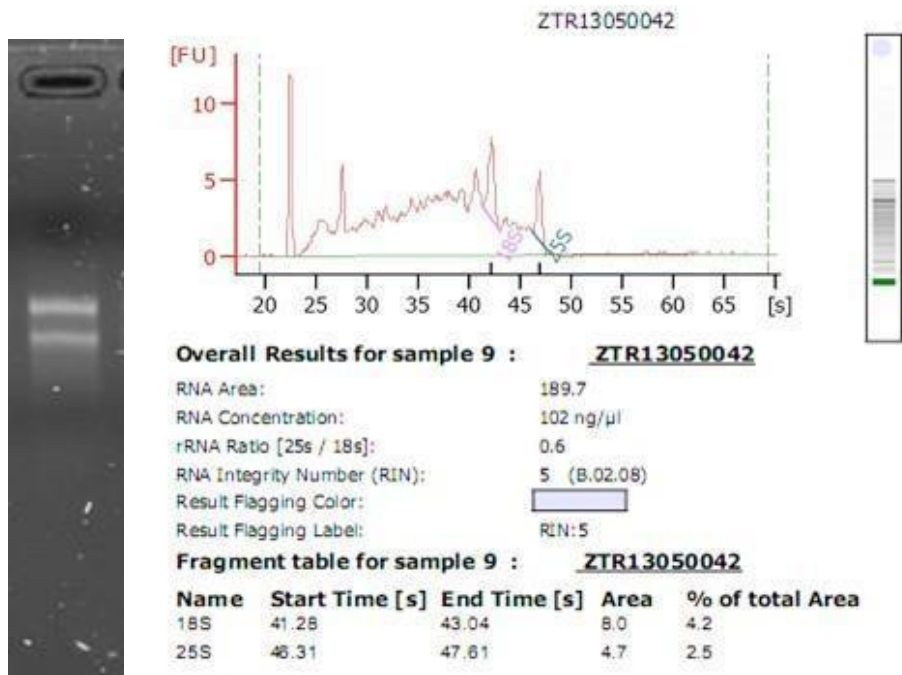 ZTR13050042
[FU]
10
5
0
18S
25S
20 25 30 35 40 45 50 55 60 65 [s]
Overall Results for sample 9 : ZTR13050042
RNA Area: 189.7
RNA Concentration: 102 ng/µl
rRNA Ratio [25s / 18s]: 0.6
RNA Integrity Number (RIN): 5 (B.02.08)
Result Flagging Color:
Result Flagging Label: RIN:5
Fragment table for sample 9 : ZTR13050042
Name Start Time [s] End Time [s] Area % of total Area
18S 41.28 43.04 8.0 4.2
25S 46.31 47.61 4.7 2.5